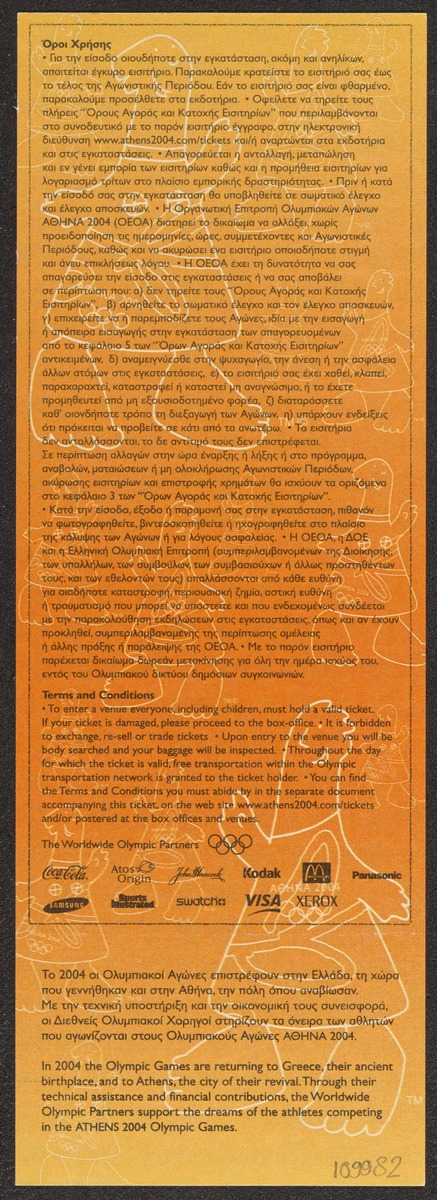 Όροι Χρήσης
• Για την είσοδο οιουδήποτε στην εγκατάσταση, ακόμη και ανηλίκων,
απαιτείται έγκυρο εισιτήριο. Παρακαλούμε κρατείστε το εισιτήριό σας έως
το τέλος της Αγωνιστικής Περιόδου. Εάν το εισιτήριό σας είναι φθαρμένο,
παρακαλούμε προσέλθετε στα εκδοτήρια. • Οφείλετε να τηρείτε τους
πλήρεις "Όρους Αγοράς και Κατοχής Εισιτηρίων" που περιλαμβάνονται
στο συνοδευτικό με το παρόν εισιτήριο έγγραφο, στην ηλεκτρονική
διεύθυνση www.athens2004.com/tickets και/ή αναρτώνται στα εκδοτήρια
και στις εγκαταστάσεις. • Απαγορεύεται η ανταλλαγή, μεταπώληση
και εν γένει εμπορία των εισιτηρίων καθώς και η προμήθεια εισιτηρίων για
λογαριασμό τρίτων στο πλαίσιο εμπορικής δραστηριότητας. • Πριν ή κατά
την είσοδό σας στην εγκατάσταση θα υποβληθείτε σε σωματικό έλεγχο
και έλεγχο αποσκευών. • Η Οργανωτική Επιτροπή Ολυμπιακών Αγώνων
ΑΘΗΝΑ 2004 (ΟΕΟΑ) διατηρεί το δικαίωμα να αλλάξει, χωρίς
προειδοποίηση τις ημερομηνίες, ώρες, συμμετέχοντες και Αγωνιστικές
Περιόδους, καθώς και να ακυρώσει ένα εισιτήριο οποιαδήποτε στιγμή
και άνευ επικλήσεως λόγου. • Η ΟΕΟΑ έχει τη δυνατότητα να σας
απαγορεύσει την είσοδο στις εγκαταστάσεις ή να σας αποβάλει
σε περίπτωση που: α) δεν τηρείτε τους "Όρους Αγοράς και Κατοχής
Εισιτηρίων", β) αρνηθείτε το σωματικό έλεγχο και τον έλεγχο αποσκευών,
γ) επιχειρείτε να ή παρεμποδίζετε τους Αγώνες, ιδία με την εισαγωγή
ή απόπειρα εισαγωγής στην εγκατάσταση των απαγορευμένων
από το κεφάλαιο 5 των "Όρων Αγοράς και Κατοχής Εισιτηρίων"
αντικειμένων, δ) αναμειγνύεσθε στην ψυχαγωγία, την άνεση ή την ασφάλεια
άλλων ατόμων στις εγκαταστάσεις, ε) το εισιτήριό σας έχει χαθεί, κλαπεί,
παραχαραχτεί, καταστραφεί ή καταστεί μη αναγνώσιμο, ή το έχετε
προμηθευτεί από μη εξουσιοδοτημένο φορέα, ζ) διαταράσσετε
καθ' οιονδήποτε τρόπο τη διεξαγωγή των Αγώνων, η) υπάρχουν ενδείξεις
ότι πρόκειται να προβείτε σε κάτι από τα ανωτέρω. • Τα εισιτήρια
δεν ανταλλάσσονται, το δε αντίτιμό τους δεν επιστρέφεται.
Σε περίπτωση αλλαγών στην ώρα έναρξης ή λήξης ή στο πρόγραμμα,
αναβολών, ματαιώσεων ή μη ολοκλήρωσης Αγωνιστικών Περιόδων,
ακύρωσης εισιτηρίων και επιστροφής χρημάτων θα ισχύουν τα οριζόμενα
στο κεφάλαιο 3 των "Όρων Αγοράς και Κατοχής Εισιτηρίων".
• Κατά την είσοδο, έξοδο ή παραμονή σας στην εγκατάσταση, πιθανόν
να φωτογραφηθείτε, βιντεοσκοπηθείτε ή ηχογραφηθείτε στο πλαίσιο
της κάλυψης των Αγώνων ή για λόγους ασφαλείας. • Η ΟΕΟΑ, η ΔΟΕ
και η Ελληνική Ολυμπιακή Επιτροπή (συμπεριλαμβανομένων της Διοίκησης,
των υπαλλήλων, των συμβούλων, των συμβασιούχων ή άλλως προστηθέντων
τους, και των εθελοντών τους) απαλλάσσονται από κάθε ευθύνη
για οιαδήποτε καταστροφή, περιουσιακή ζημία, αστική ευθύνη
ή τραυματισμό που μπορεί να υποστείτε και που ενδεχομένως συνδέεται
με την παρακολούθηση εκδηλώσεων στις εγκαταστάσεις, όπως και αν έχουν
προκληθεί, συμπεριλαμβανομένης της περίπτωσης αμέλειας
ή άλλης πράξης ή παράλειψης της ΟΕΟΑ. • Με το παρόν εισιτήριο
παρέχεται δικαίωμα δωρεάν μετακίνησης για όλη την ημέρα ισχύος του,
εντός του Ολυμπιακού δικτύου δημόσιων συγκοινωνιών.
Terms and Conditions
• To enter a venue everyone, including children, must hold a valid ticket.
If your ticket is damaged, please proceed to the box-office. • It is forbidden
to exchange, re-sell or trade tickets • Upon entry to the venue you will be
body searched and your baggage will be inspected. • Throughout the day
for which the ticket is valid, free transportation within the Olympic
transportation network is granted to the ticket holder. • You can find
the Terms and Conditions you must abide by in the separate document
accompanying this ticket, on the web site www.athens2004.com/tickets
and/or postered at the box offices and venues.
The Worldwide Olympic Partners
Coca-Cola Atos Origin John Hancock Kodak McDonald's Panasonic
ΑΘΗΝΑ 2004
SAMSUNG Sports Illustrated swatch VISA XEROX
Το 2004 οι Ολυμπιακοί Αγώνες επιστρέφουν στην Ελλάδα, τη χώρα
που γεννήθηκαν και στην Αθήνα, την πόλη όπου αναβίωσαν.
Με την τεχνική υποστήριξη και την οικονομική τους συνεισφορά,
οι Διεθνείς Ολυμπιακοί Χορηγοί στηρίζουν τα όνειρα των αθλητών
που αγωνίζονται στους Ολυμπιακούς Αγώνες ΑΘΗΝΑ 2004.
In 2004 the Olympic Games are returning to Greece, their ancient
birthplace, and to Athens, the city of their revival. Through their
technical assistance and financial contributions, the Worldwide
Olympic Partners support the dreams of the athletes competing
in the ATHENS 2004 Olympic Games.
TM
109982